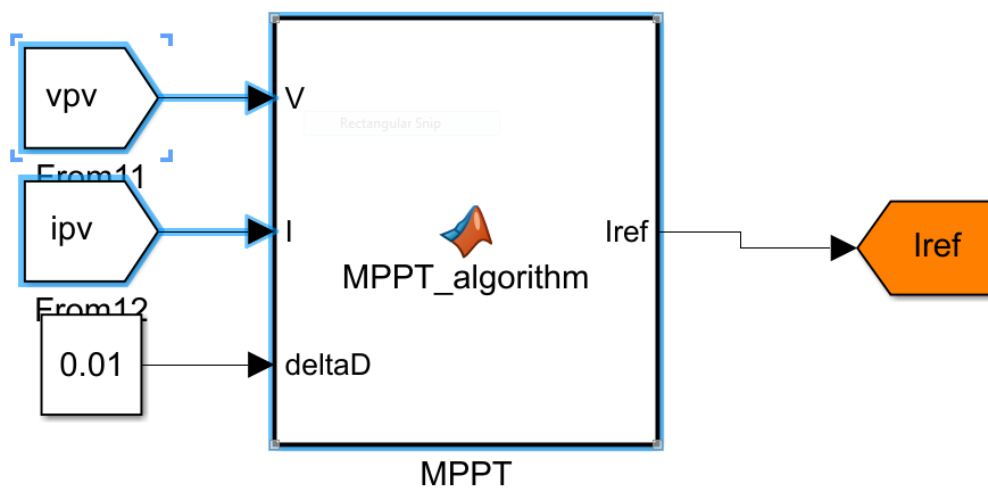 vpv
V
Rectangular Snip
From11
ipv
I
Iref
Iref
MPPT_algorithm
From12
0.01
deltaD
MPPT